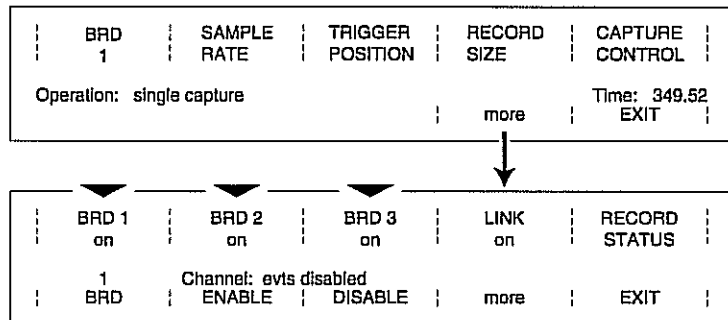 BRD SAMPLE TRIGGER RECORD CAPTURE
1 RATE POSITION SIZE CONTROL
Operation: single capture Time: 349.52
more EXIT
BRD 1 BRD 2 BRD 3 LINK RECORD
on on on on STATUS
1 Channel: evts disabled
BRD ENABLE DISABLE more EXIT